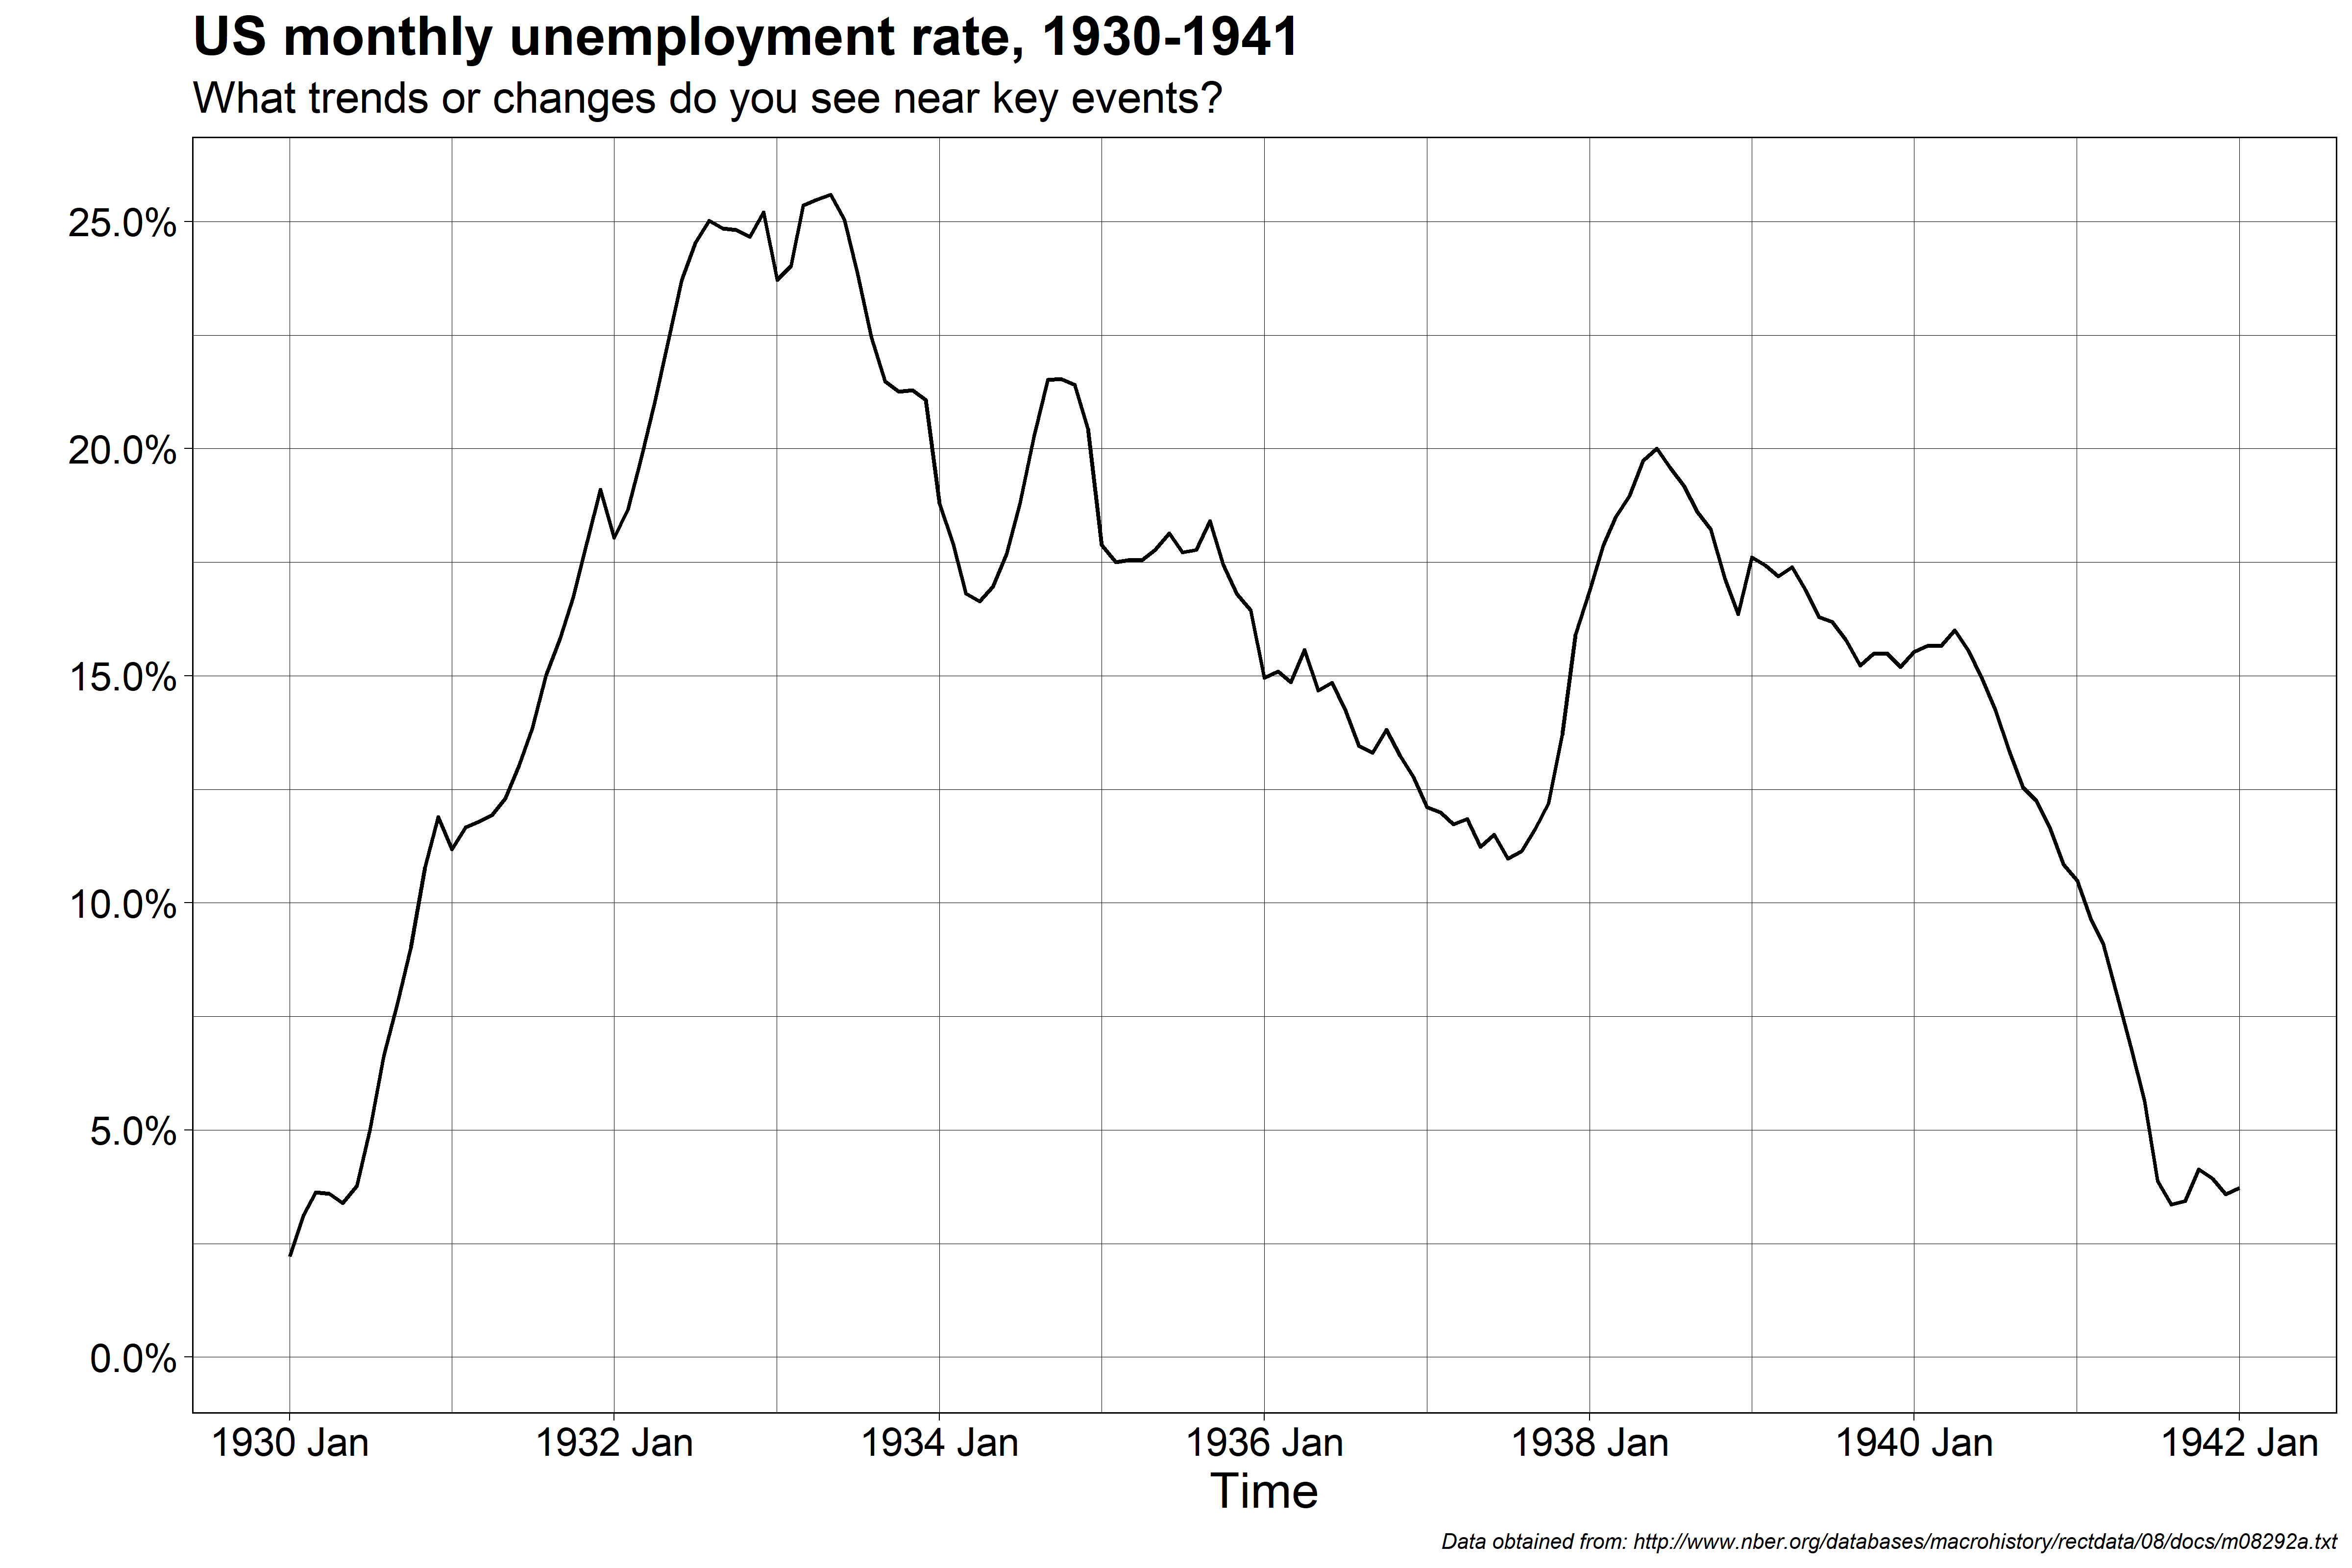 US monthly unemployment rate, 1930-1941
What trends or changes do you see near key events?
25.0%
20.0%
15.0%
10.0%
5.0%
0.0%
1930 Jan 1932 Jan 1934 Jan 1936 Jan 1938 Jan 1940 Jan 1942 Jan
Time
Data obtained from: http://www.nber.org/databases/macrohistory/rectdata/08/docs/m08292a.txt